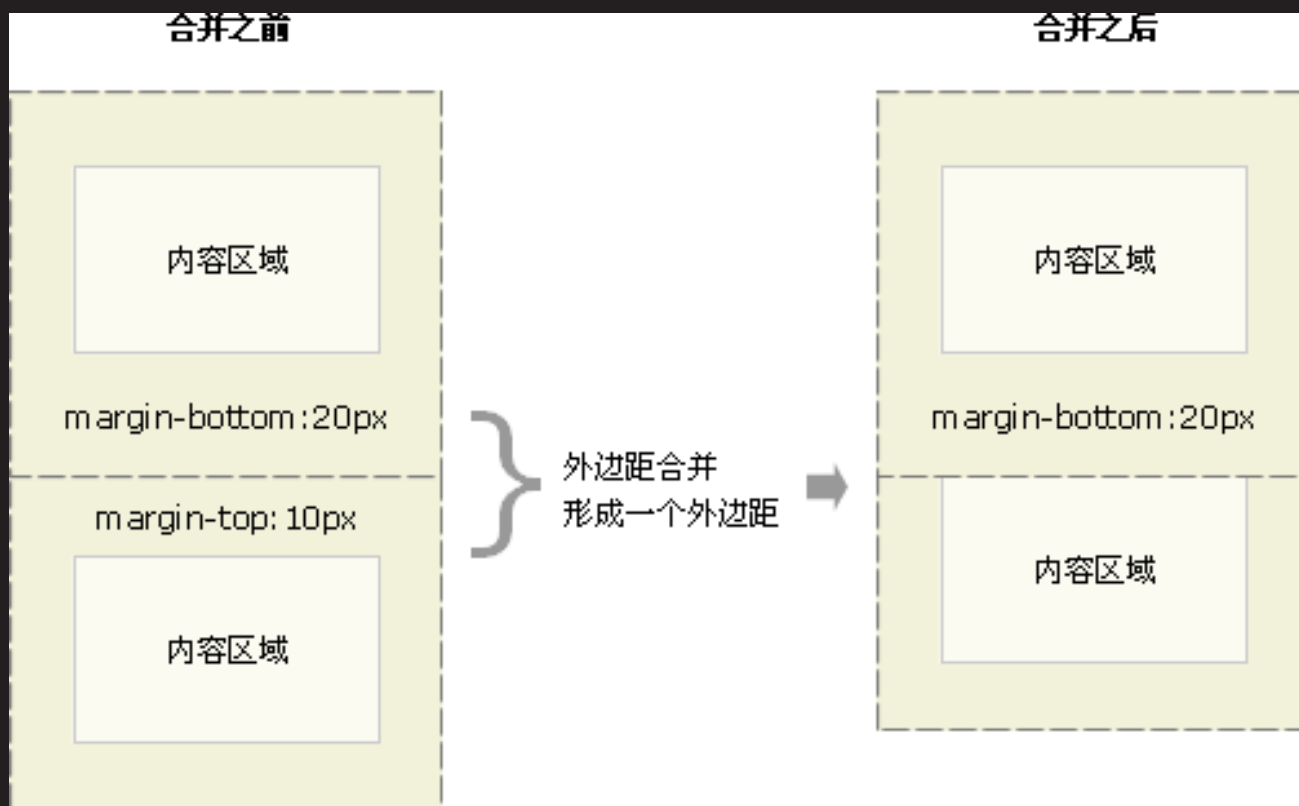 合并之前
合并之后
内容区域
内容区域
margin-bottom:20px
margin-bottom:20px
外边距合并
形成一个外边距
margin-top:10px
内容区域
内容区域